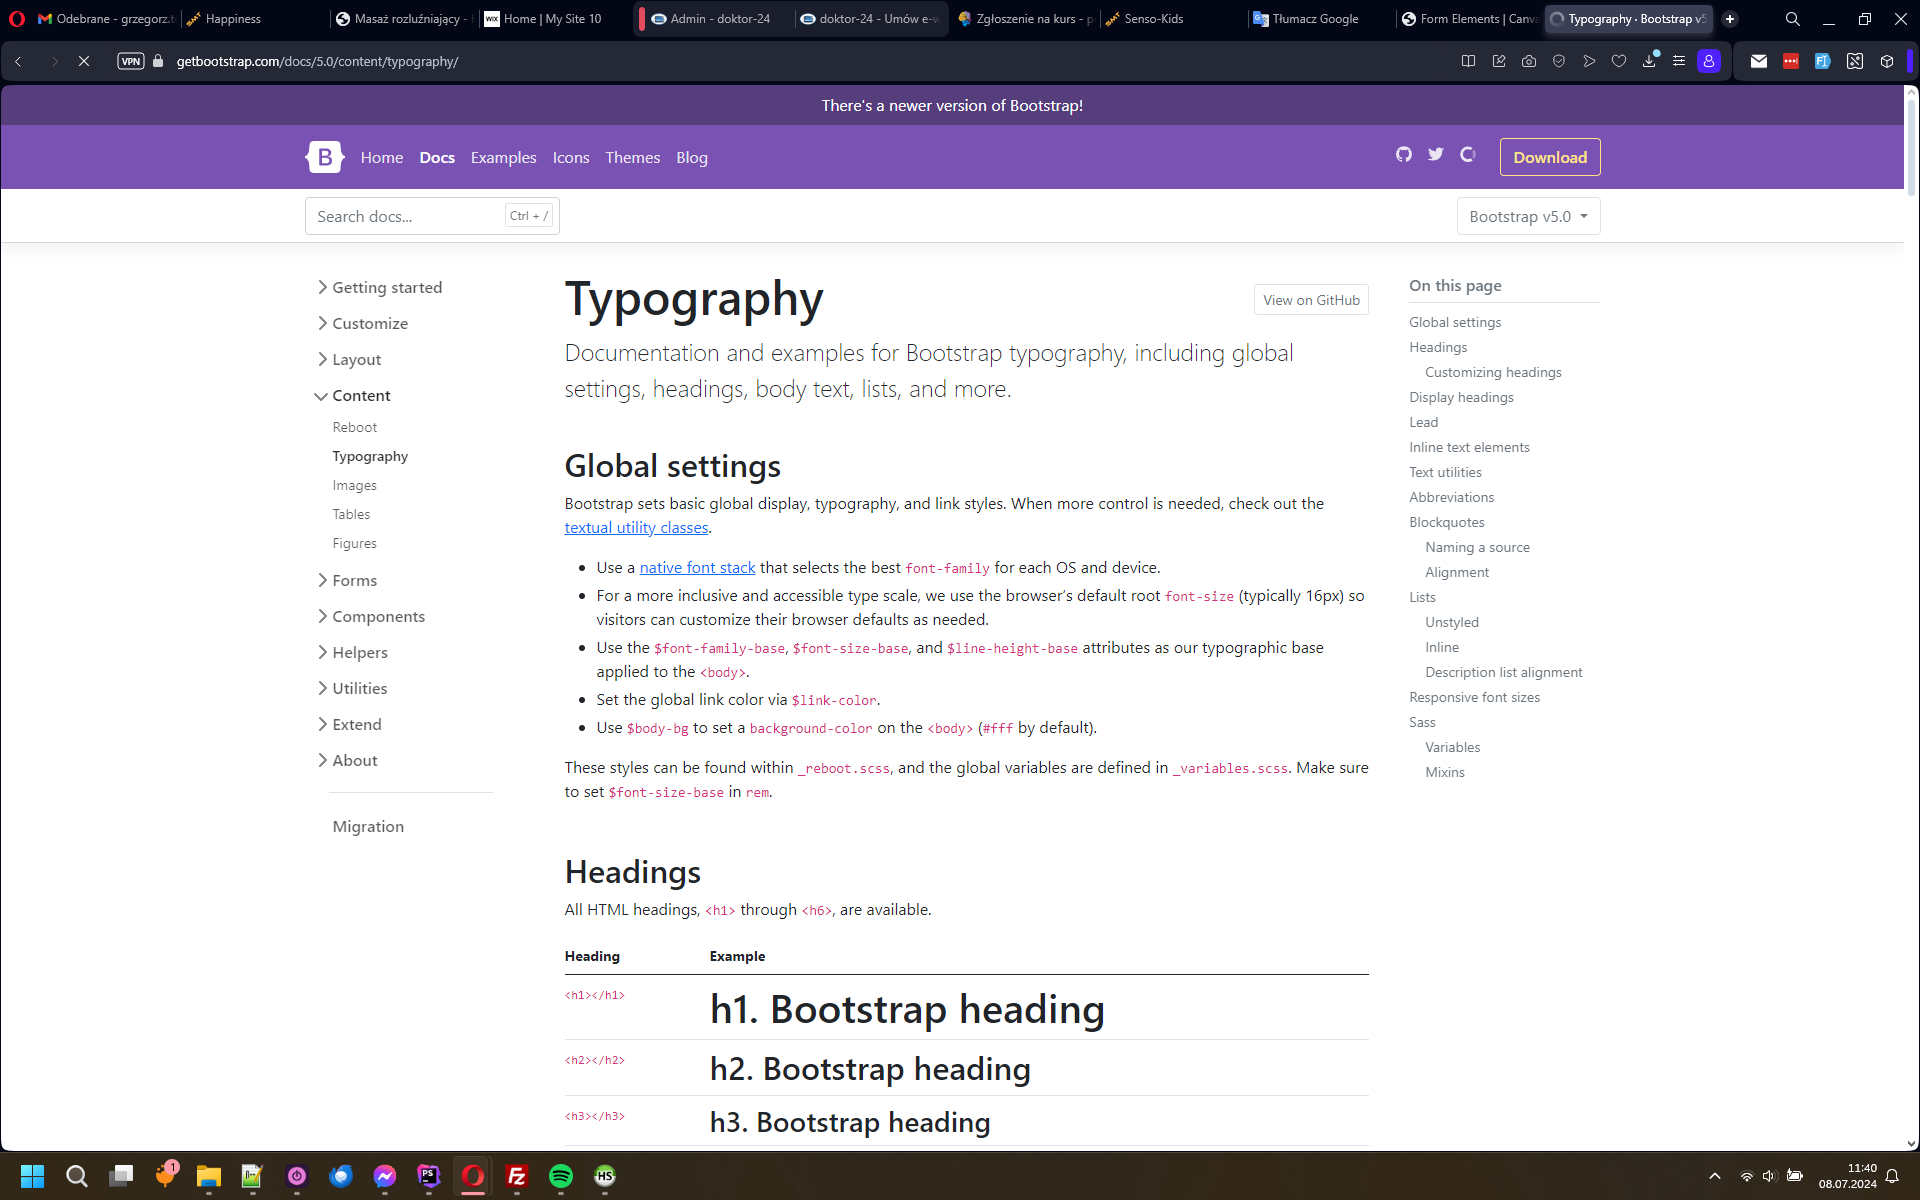 Odebrane - grzegorz.t
Happiness
Masaż rozluźniający -
WIX Home | My Site 10
Admin - doktor-24
doktor-24 - Umów e-w
Zgłoszenie na kurs - p
Senso-Kids
Tłumacz Google
Form Elements | Canva
Typography · Bootstrap v5
VPN
getbootstrap.com/docs/5.0/content/typography/
There's a newer version of Bootstrap!
B Home Docs Examples Icons Themes Blog
Download
Search docs... Ctrl + /
Bootstrap v5.0
Getting started
Customize
Layout
Content
Reboot
Typography
Images
Tables
Figures
Forms
Components
Helpers
Utilities
Extend
About
Migration
Typography
View on GitHub
Documentation and examples for Bootstrap typography, including global
settings, headings, body text, lists, and more.
Global settings
Bootstrap sets basic global display, typography, and link styles. When more control is needed, check out the
textual utility classes.
Use a native font stack that selects the best font-family for each OS and device.
For a more inclusive and accessible type scale, we use the browser’s default root font-size (typically 16px) so
visitors can customize their browser defaults as needed.
Use the $font-family-base, $font-size-base, and $line-height-base attributes as our typographic base
applied to the <body>.
Set the global link color via $link-color.
Use $body-bg to set a background-color on the <body> (#fff by default).
These styles can be found within _reboot.scss, and the global variables are defined in _variables.scss. Make sure
to set $font-size-base in rem.
Headings
All HTML headings, <h1> through <h6>, are available.
Heading Example
<h1></h1> h1. Bootstrap heading
<h2></h2> h2. Bootstrap heading
<h3></h3> h3. Bootstrap heading
On this page
Global settings
Headings
Customizing headings
Display headings
Lead
Inline text elements
Text utilities
Abbreviations
Blockquotes
Naming a source
Alignment
Lists
Unstyled
Inline
Description list alignment
Responsive font sizes
Sass
Variables
Mixins
1
PS
FZ
HS
11:40
08.07.2024